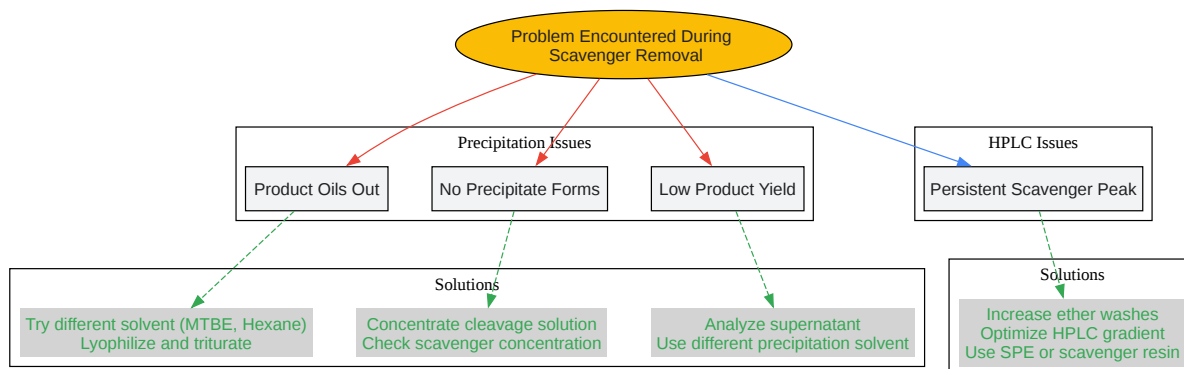 Problem Encountered During
Scavenger Removal
Precipitation Issues
HPLC Issues
Product Oils Out
No Precipitate Forms
Low Product Yield
Persistent Scavenger Peak
Solutions
Solutions
Try different solvent (MTBE, Hexane)
Lyophilize and triturate
Concentrate cleavage solution
Check scavenger concentration
Analyze supernatant
Use different precipitation solvent
Increase ether washes
Optimize HPLC gradient
Use SPE or scavenger resin